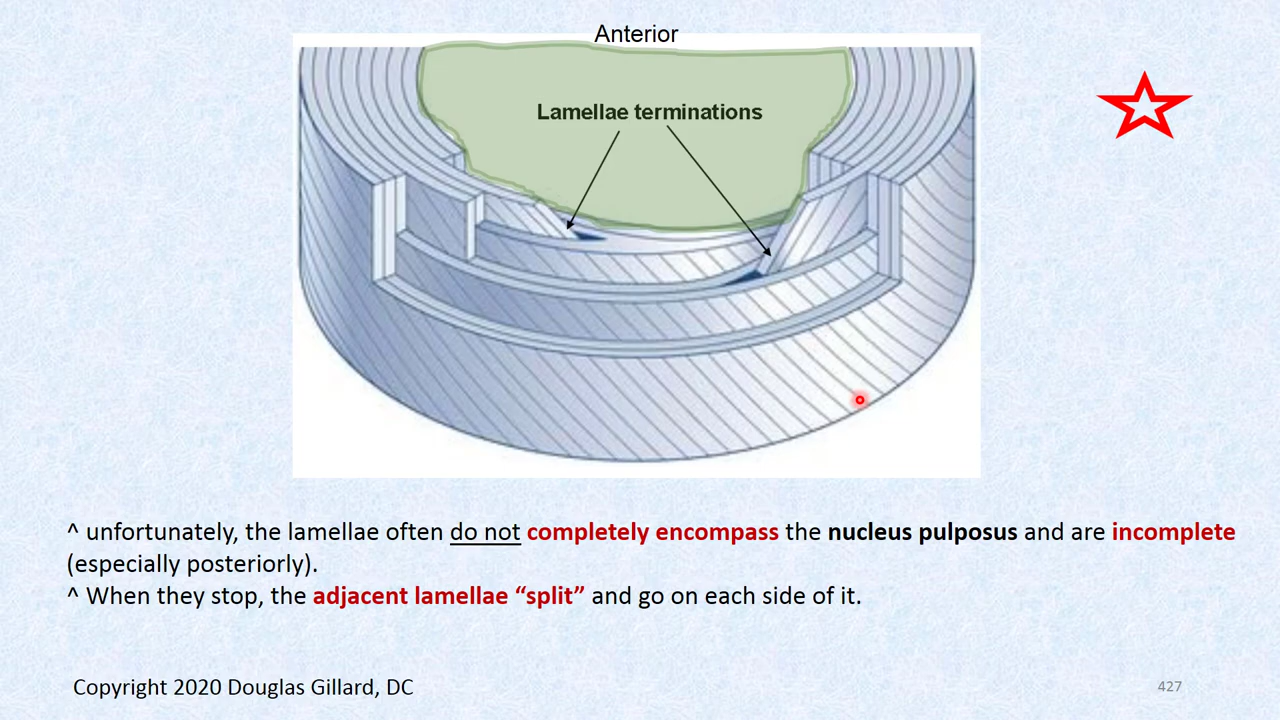 Anterior
Lamellae terminations
^ unfortunately, the lamellae often do not completely encompass the nucleus pulposus and are incomplete
(especially posteriorly).
^ When they stop, the adjacent lamellae “split” and go on each side of it.
Copyright 2020 Douglas Gillard, DC
427